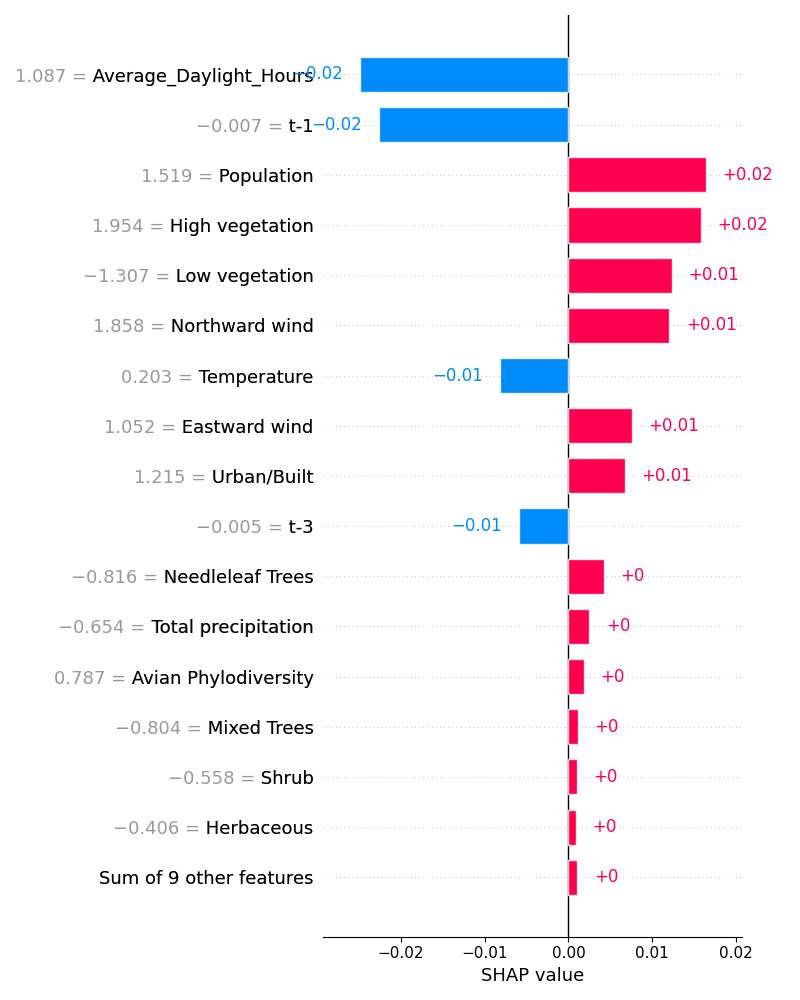 1.087 = Average_Daylight_Hours −0.02
−0.007 = t-1 −0.02
1.519 = Population +0.02
1.954 = High vegetation +0.02
−1.307 = Low vegetation +0.01
1.858 = Northward wind +0.01
0.203 = Temperature −0.01
1.052 = Eastward wind +0.01
1.215 = Urban/Built +0.01
−0.005 = t-3 −0.01
−0.816 = Needleleaf Trees +0
−0.654 = Total precipitation +0
0.787 = Avian Phylodiversity +0
−0.804 = Mixed Trees +0
−0.558 = Shrub +0
−0.406 = Herbaceous +0
Sum of 9 other features +0
−0.02 −0.01 0.00 0.01 0.02
SHAP value